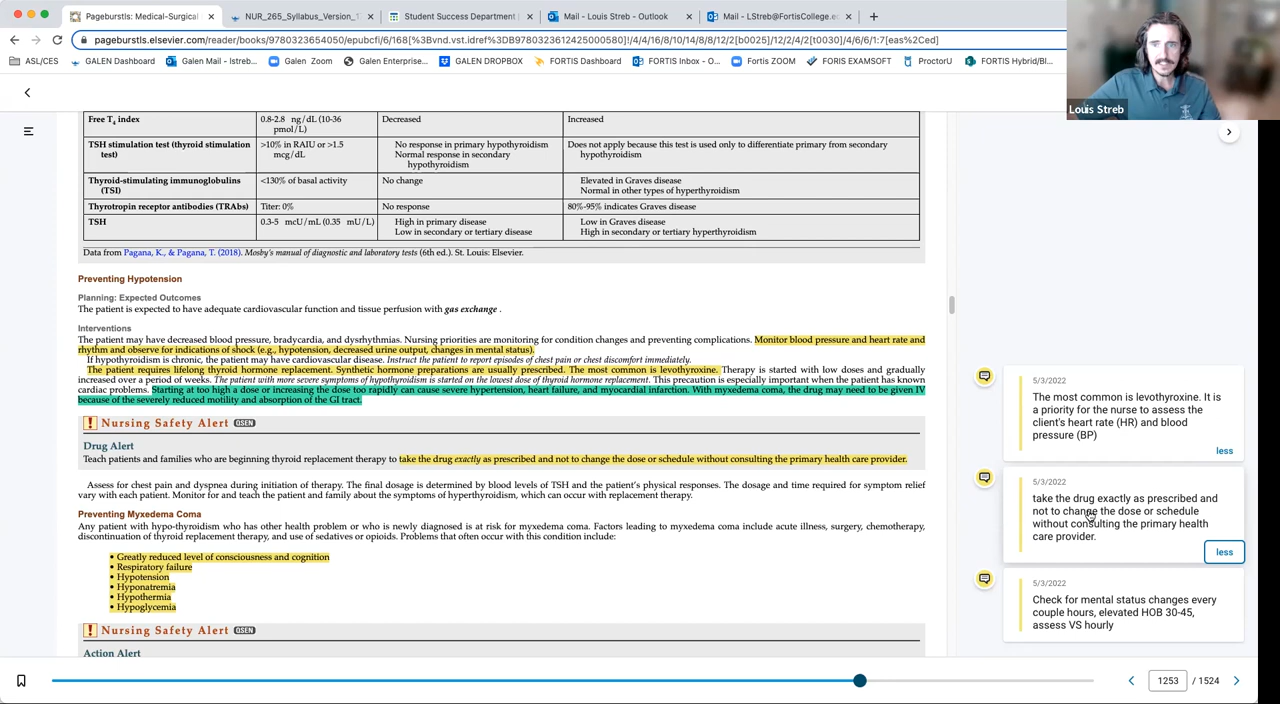 Pageburstls: Medical-Surgical
NUR_265_Syllabus_Version_1
Student Success Department |
Mail - Louis Streb - Outlook
Mail - LStreb@FortisCollege.e
pageburstls.elsevier.com/reader/books/9780323654050/epubcfi/6/168[%3Bvnd.vst.idref%3DB9780323612425000580]!/4/4/16/8/10/14/8/8/12/2[b0025]/12/2/4/2[t0030]/4/6/6/1:7[eas%2Ced]
ASL/CES
GALEN Dashboard
Galen Mail - lstreb...
Galen Zoom
Galen Enterprise...
GALEN DROPBOX
FORTIS Dashboard
FORTIS Inbox - O...
Fortis ZOOM
FORIS EXAMSOFT
ProctorU
FORTIS Hybrid/Bl...
Louis Streb
Free T4 index 0.8-2.8 ng/dL (10-36 Decreased Increased
pmol/L)
TSH stimulation test (thyroid stimulation >10% in RAIU or >1.5 No response in primary hypothyroidism Does not apply because this test is used only to differentiate primary from secondary
test) mcg/dL Normal response in secondary hypothyroidism
hypothyroidism
Thyroid-stimulating immunoglobulins <130% of basal activity No change Elevated in Graves disease
(TSI) Normal in other types of hyperthyroidism
Thyrotropin receptor antibodies (TRAbs) Titer: 0% No response 80%-95% indicates Graves disease
TSH 0.3-5 mcU/mL (0.35 mU/L) High in primary disease Low in Graves disease
Low in secondary or tertiary disease High in secondary or tertiary hyperthyroidism
Data from Pagana, K., & Pagana, T. (2018). Mosby's manual of diagnostic and laboratory tests (6th ed.). St. Louis: Elsevier.
Preventing Hypotension
Planning: Expected Outcomes
The patient is expected to have adequate cardiovascular function and tissue perfusion with gas exchange .
Interventions
The patient may have decreased blood pressure, bradycardia, and dysrhythmias. Nursing priorities are monitoring for condition changes and preventing complications. Monitor blood pressure and heart rate and
rhythm and observe for indications of shock (e.g., hypotension, decreased urine output, changes in mental status).
If hypothyroidism is chronic, the patient may have cardiovascular disease. Instruct the patient to report episodes of chest pain or chest discomfort immediately.
The patient requires lifelong thyroid hormone replacement. Synthetic hormone preparations are usually prescribed. The most common is levothyroxine. Therapy is started with low doses and gradually
increased over a period of weeks. The patient with more severe symptoms of hypothyroidism is started on the lowest dose of thyroid hormone replacement. This precaution is especially important when the patient has known
cardiac problems. Starting at too high a dose or increasing the dose too rapidly can cause severe hypertension, heart failure, and myocardial infarction. With myxedema coma, the drug may need to be given IV
because of the severely reduced motility and absorption of the GI tract.
! Nursing Safety Alert QSEN
Drug Alert
Teach patients and families who are beginning thyroid replacement therapy to take the drug exactly as prescribed and not to change the dose or schedule without consulting the primary health care provider.
Assess for chest pain and dyspnea during initiation of therapy. The final dosage is determined by blood levels of TSH and the patient's physical responses. The dosage and time required for symptom relief
vary with each patient. Monitor for and teach the patient and family about the symptoms of hyperthyroidism, which can occur with replacement therapy.
Preventing Myxedema Coma
Any patient with hypo-thyroidism who has other health problem or who is newly diagnosed is at risk for myxedema coma. Factors leading to myxedema coma include acute illness, surgery, chemotherapy,
discontinuation of thyroid replacement therapy, and use of sedatives or opioids. Problems that often occur with this condition include:
• Greatly reduced level of consciousness and cognition
• Respiratory failure
• Hypotension
• Hyponatremia
• Hypothermia
• Hypoglycemia
! Nursing Safety Alert QSEN
Action Alert
5/3/2022
The most common is levothyroxine. It is
a priority for the nurse to assess the
client's heart rate (HR) and blood
pressure (BP)
less
5/3/2022
take the drug exactly as prescribed and
not to change the dose or schedule
without consulting the primary health
care provider.
less
5/3/2022
Check for mental status changes every
couple hours, elevated HOB 30-45,
assess VS hourly
1253 / 1524